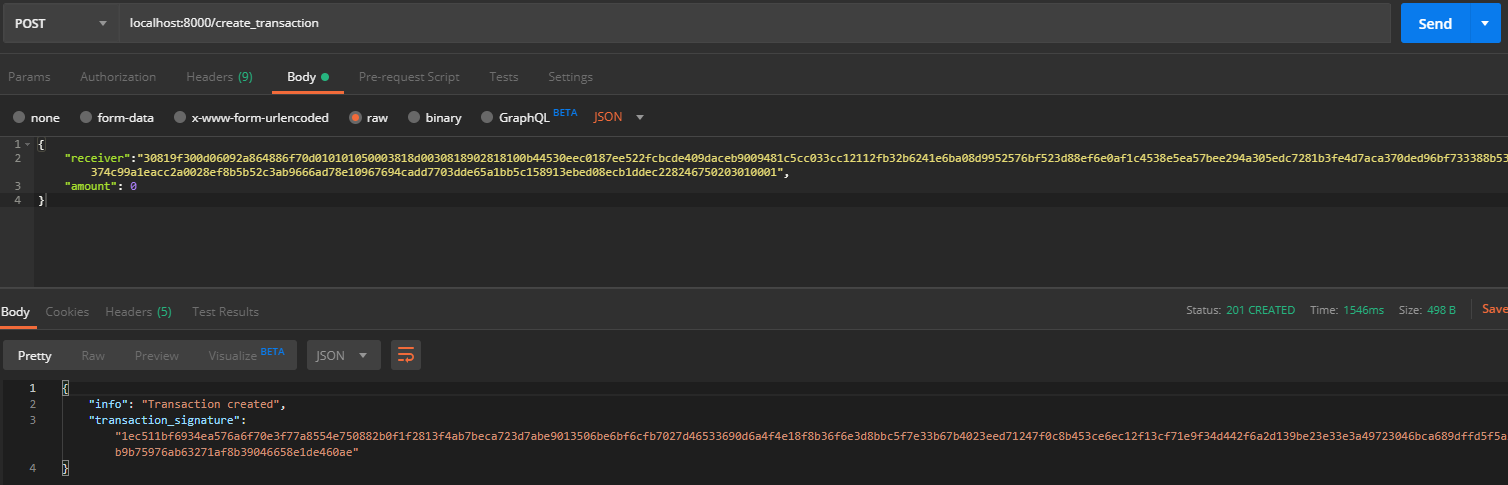 POST localhost:8000/create_transaction Send
Params Authorization Headers (9) Body Pre-request Script Tests Settings
none form-data x-www-form-urlencoded raw binary GraphQL BETA JSON
1 {
2 "receiver":"30819f300d06092a864886f70d010101050003818d0030818902818100b44530eec0187ee522fcbcde409daceb9009481c5cc033cc12112fb32b6241e6ba08d9952576bf523d88ef6e0af1c4538e5ea57bee294a305edc7281b3fe4d7aca370ded96bf733388b53
374c99a1eacc2a0028ef8b5b52c3ab9666ad78e10967694cadd7703dde65a1bb5c158913ebed08ecb1ddec228246750203010001",
3 "amount": 0
4 }
Body Cookies Headers (5) Test Results Status: 201 CREATED Time: 1546ms Size: 498 B Save
Pretty Raw Preview Visualize BETA JSON
1 {
2 "info": "Transaction created",
3 "transaction_signature":
"1ec511bf6934ea576a6f70e3f77a8554e750882b0f1f2813f4ab7beca723d7abe9013506be6bf6cfb7027d46533690d6a4f4e18f8b36f6e3d8bbc5f7e33b67b4023eed71247f0c8b453ce6ec12f13cf71e9f34d442f6a2d139be23e33e3a49723046bca689dffd5f5a
b9b75976ab63271af8b39046658e1de460ae"
4 }